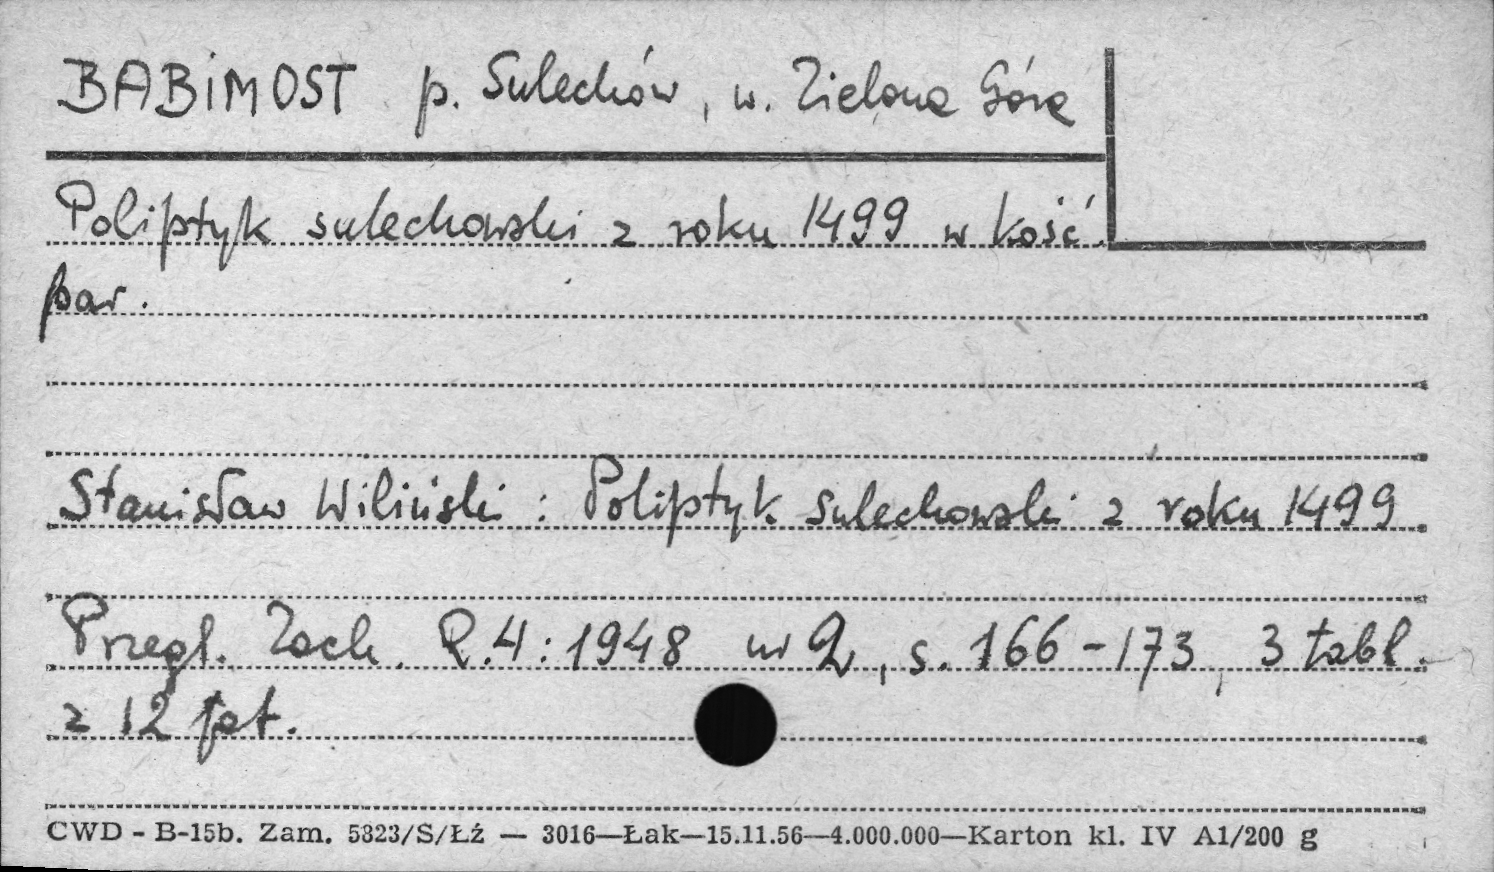 BABIMOST p. Sulechów, w. Zielona Góra
Poliptyk sulechowski z roku 1499 w kość.
par.
Stanisław Wiliński: Poliptyk sulechowski z roku 1499
Przegl. Zach. R.4:1948 nr 2, s. 166-173, 3 tabl.
z 12 fot.
CWD - B-15b. Zam. 5323/S/Łź — 3016—Łak—15.11.56—4.000.000—Karton kl. IV A1/200 g